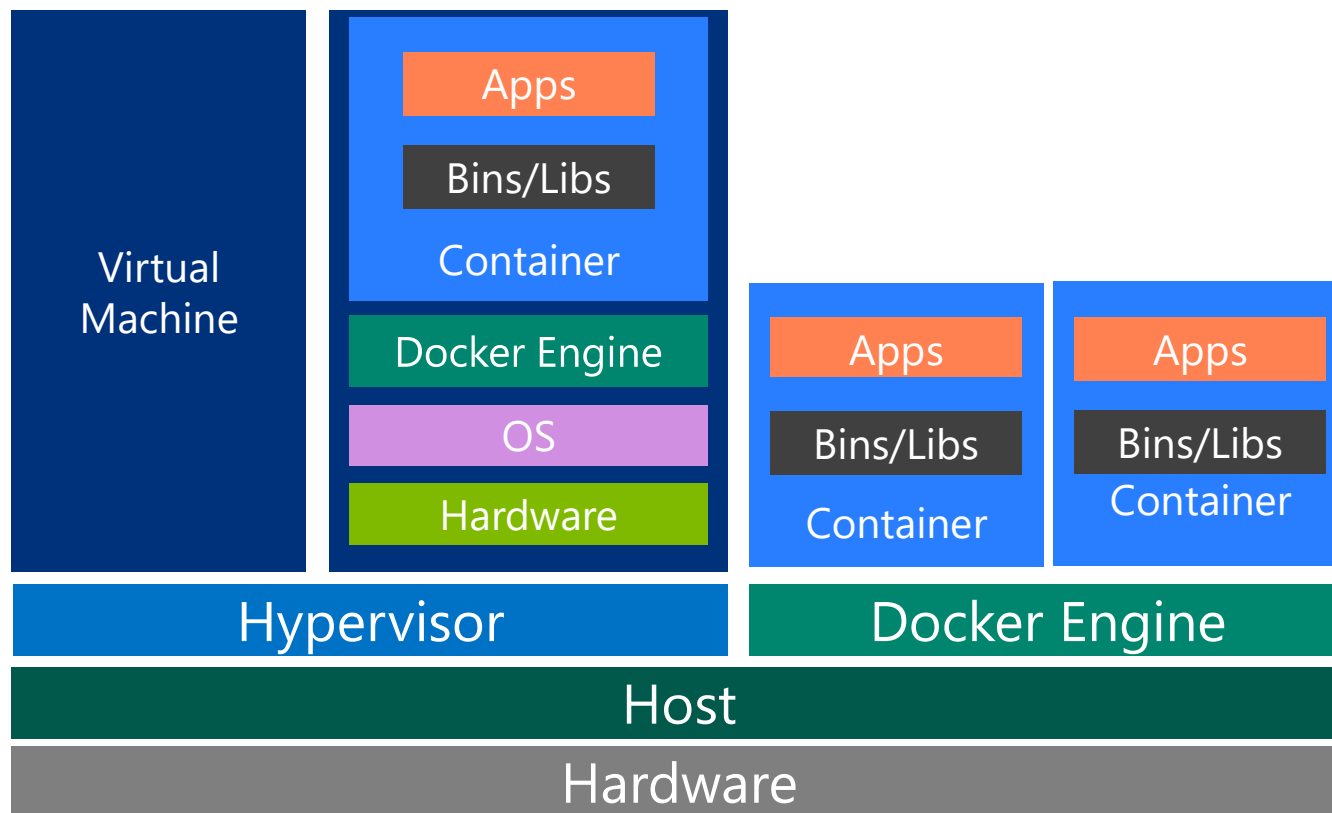 Virtual
Machine
Apps
Bins/Libs
Container
Docker Engine
OS
Hardware
Apps
Bins/Libs
Container
Apps
Bins/Libs
Container
Hypervisor
Docker Engine
Host
Hardware